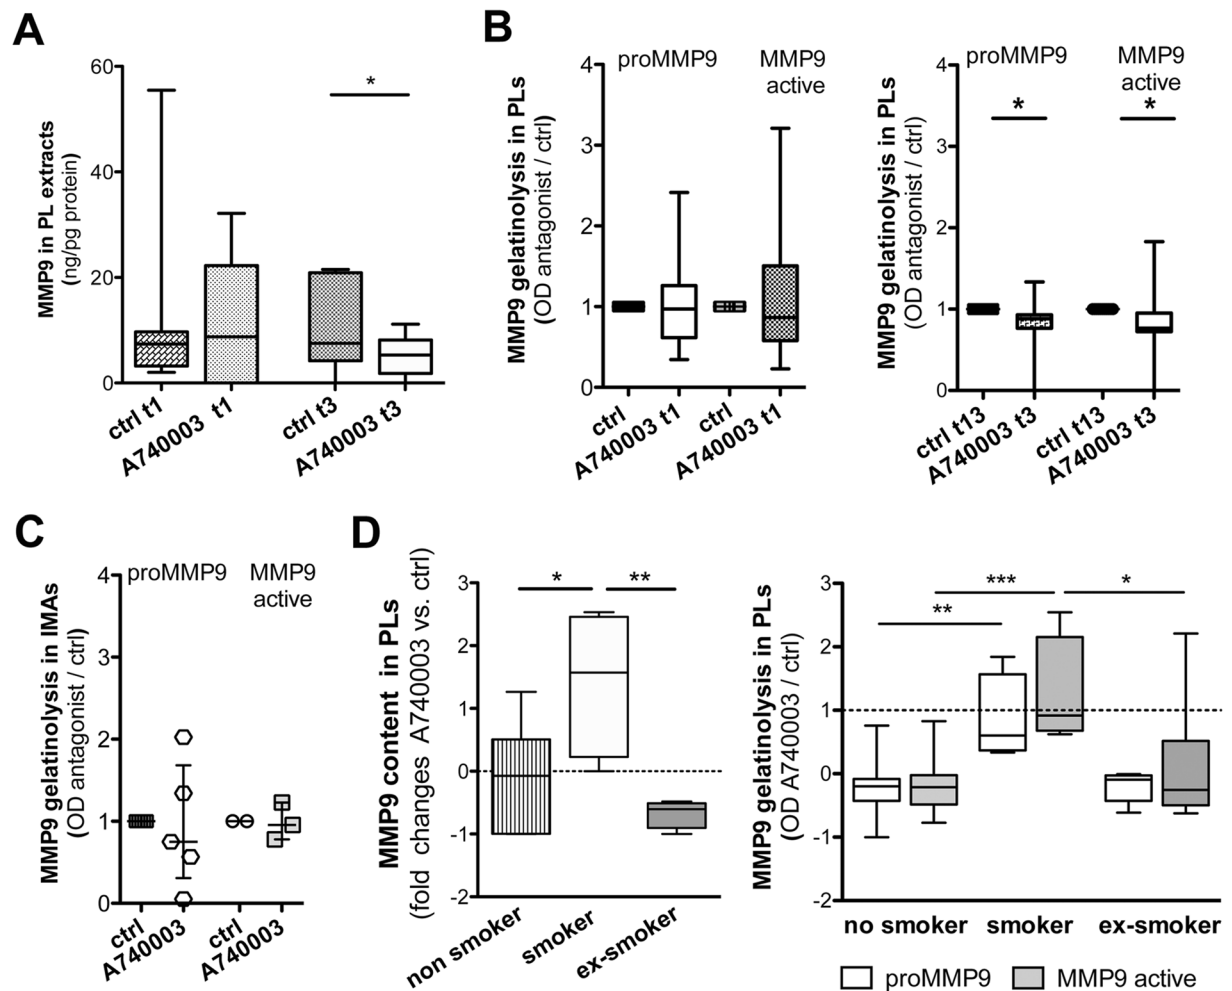 A
MMP9 in PL extracts
(ng/pg protein)
60
40
20
0
*
ctrl t1
A740003 t1
ctrl t3
A740003 t3
B
MMP9 gelatinolysis in PLs
(OD antagonist / ctrl)
4
3
2
1
0
proMMP9
MMP9
active
ctrl
A740003 t1
ctrl
A740003 t1
MMP9 gelatinolysis in PLs
(OD antagonist / ctrl)
4
3
2
1
0
proMMP9
MMP9
active
*
*
ctrl t13
A740003 t3
ctrl t13
A740003 t3
C
MMP9 gelatinolysis in IMAs
(OD antagonist / ctrl)
4
3
2
1
0
proMMP9
MMP9
active
ctrl
A740003
ctrl
A740003
D
MMP9 content in PLs
(fold changes A740003 vs. ctrl)
3
2
1
0
-1
-2
*
**
non smoker
smoker
ex-smoker
MMP9 gelatinolysis in PLs
(OD A740003 / ctrl)
3
2
1
0
-1
-2
***
*
**
no smoker
smoker
ex-smoker
proMMP9
MMP9 active